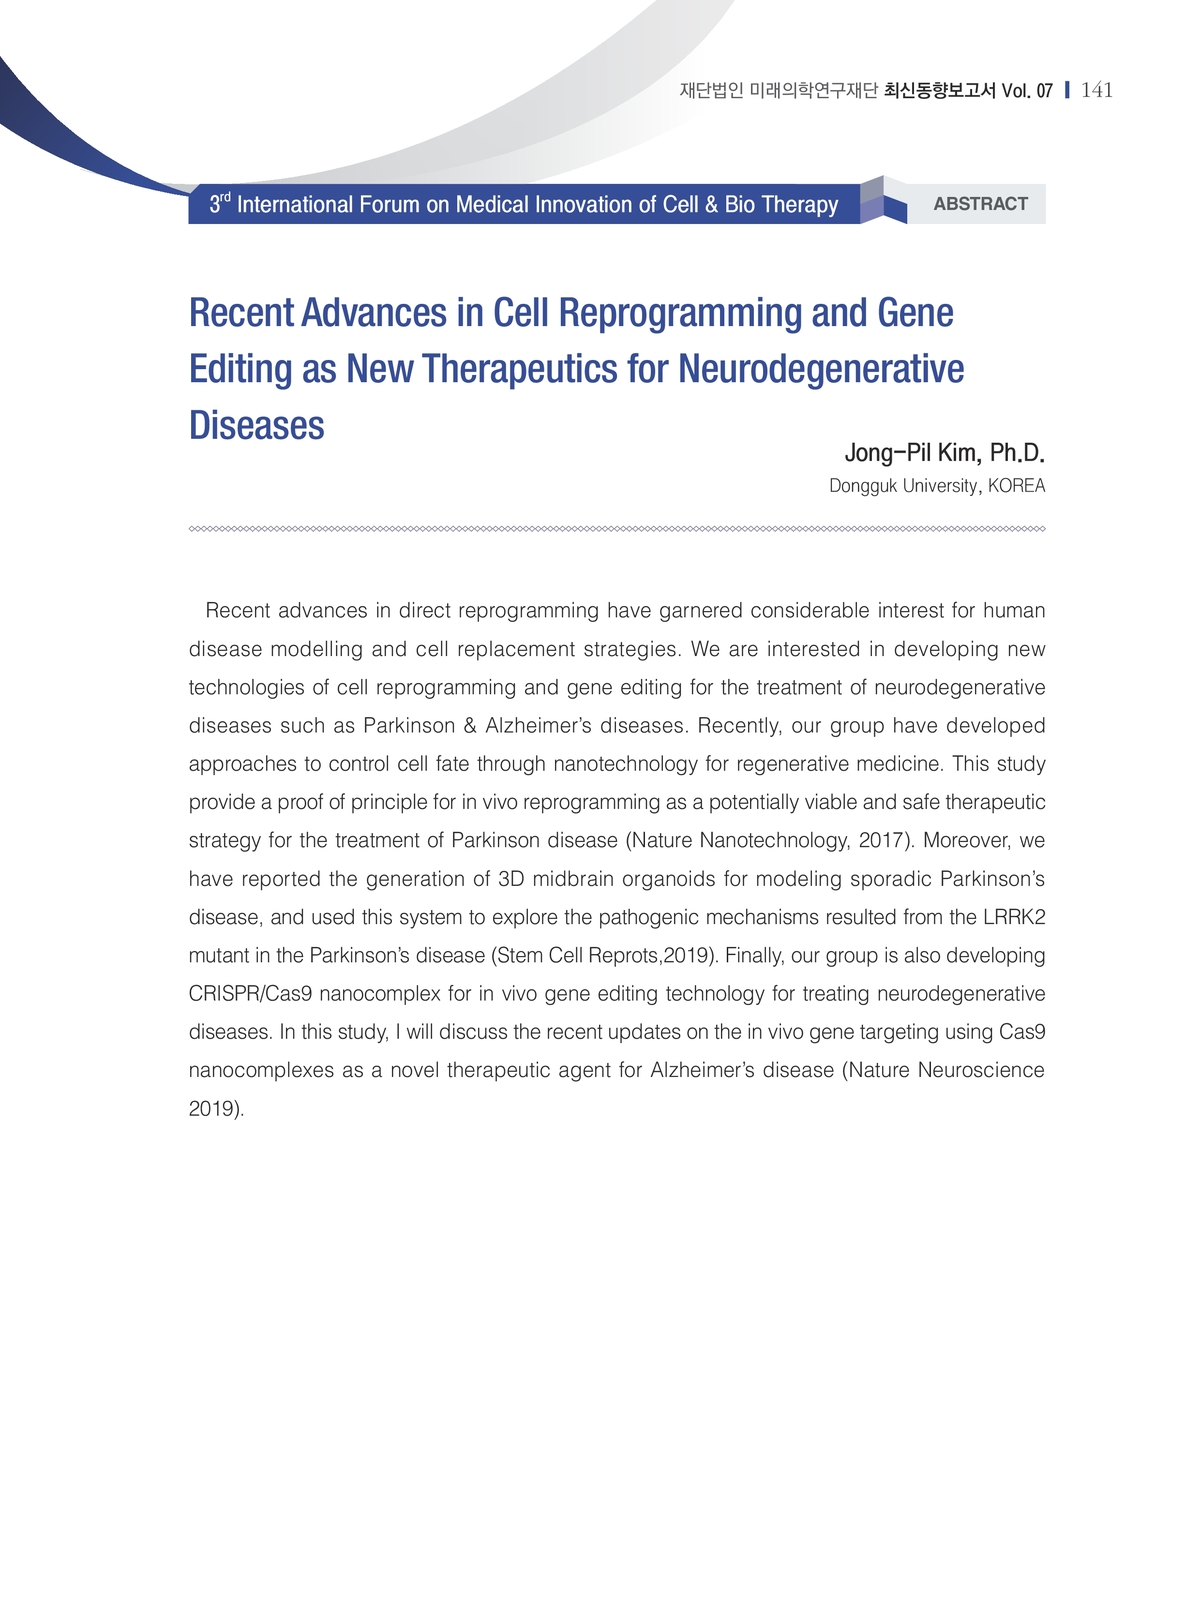 재단법인 미래의학연구재단 최신동향보고서 Vol. 07 141
3rd International Forum on Medical Innovation of Cell & Bio Therapy ABSTRACT
Recent Advances in Cell Reprogramming and Gene
Editing as New Therapeutics for Neurodegenerative
Diseases
Jong-Pil Kim, Ph.D.
Dongguk University, KOREA
Recent advances in direct reprogramming have garnered considerable interest for human
disease modelling and cell replacement strategies. We are interested in developing new
technologies of cell reprogramming and gene editing for the treatment of neurodegenerative
diseases such as Parkinson & Alzheimer’s diseases. Recently, our group have developed
approaches to control cell fate through nanotechnology for regenerative medicine. This study
provide a proof of principle for in vivo reprogramming as a potentially viable and safe therapeutic
strategy for the treatment of Parkinson disease (Nature Nanotechnology, 2017). Moreover, we
have reported the generation of 3D midbrain organoids for modeling sporadic Parkinson’s
disease, and used this system to explore the pathogenic mechanisms resulted from the LRRK2
mutant in the Parkinson’s disease (Stem Cell Reprots,2019). Finally, our group is also developing
CRISPR/Cas9 nanocomplex for in vivo gene editing technology for treating neurodegenerative
diseases. In this study, I will discuss the recent updates on the in vivo gene targeting using Cas9
nanocomplexes as a novel therapeutic agent for Alzheimer’s disease (Nature Neuroscience
2019).